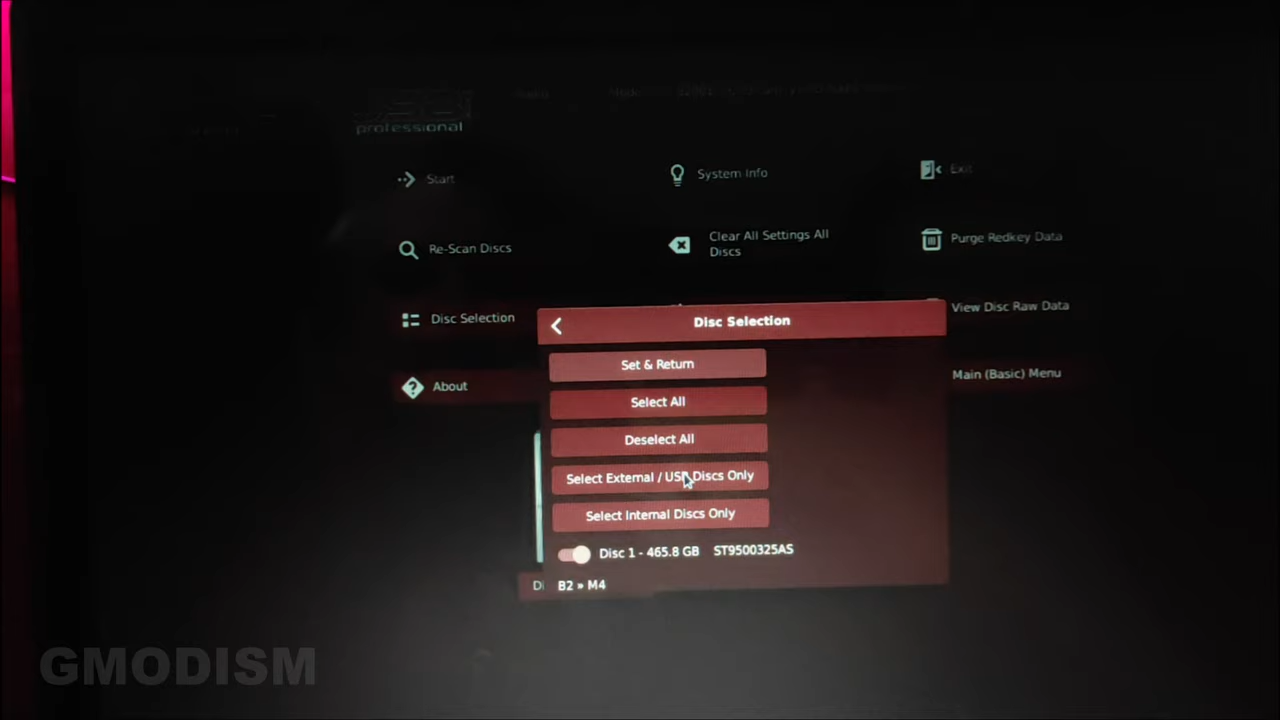 professional
Start
System Info
Exit
Re-Scan Discs
Clear All Settings All
Discs
Purge Redkey Data
Disc Selection
Disc Selection
View Disc Raw Data
Set & Return
About
Main (Basic) Menu
Select All
Deselect All
Select External / USB Discs Only
Select Internal Discs Only
Disc 1 - 465.8 GB ST9500325AS
B2 » M4
GMODISM